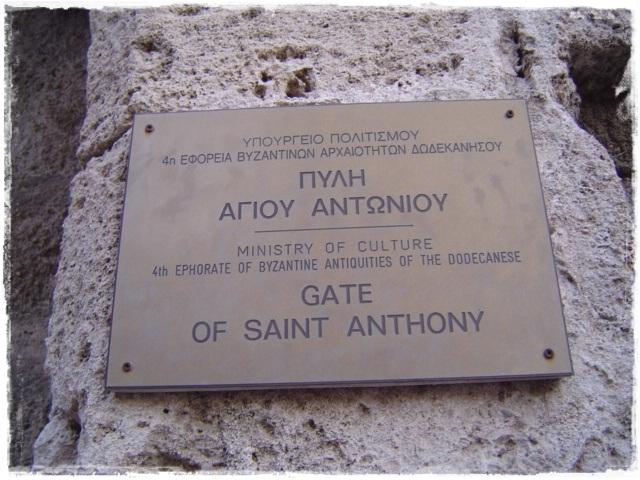 ΥΠΟΥΡΓΕΙΟ ΠΟΛΙΤΙΣΜΟΥ
4η ΕΦΟΡΕΙΑ ΒΥΖΑΝΤΙΝΩΝ ΑΡΧΑΙΟΤΗΤΩΝ ΔΩΔΕΚΑΝΗΣΟΥ
ΠΥΛΗ
ΑΓΙΟΥ ΑΝΤΩΝΙΟΥ
MINISTRY OF CULTURE
4th EPHORATE OF BYZANTINE ANTIQUITIES OF THE DODECANESE
GATE
OF SAINT ANTHONY